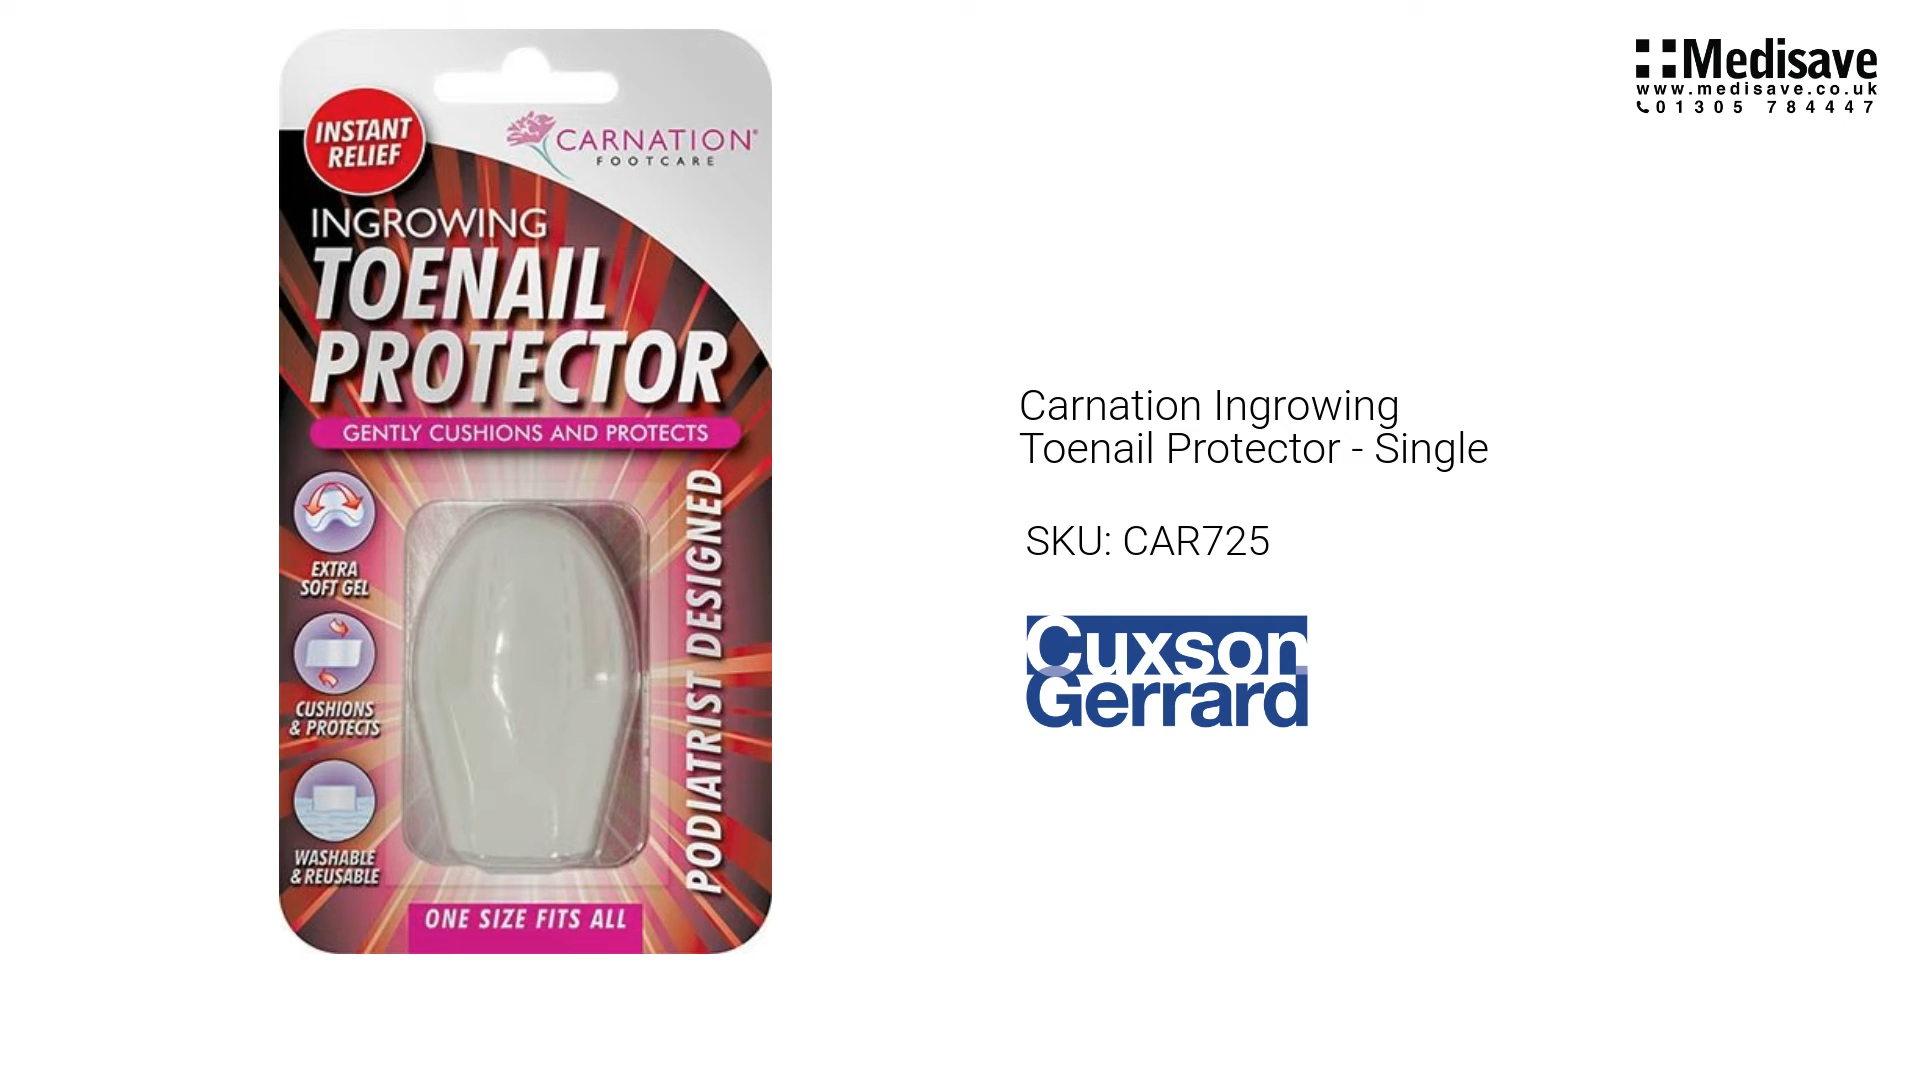 INSTANT
RELIEF
CARNATION®
FOOTCARE
INGROWING
TOENAIL
PROTECTOR
GENTLY CUSHIONS AND PROTECTS
EXTRA
SOFT GEL
CUSHIONS
& PROTECTS
WASHABLE
& REUSABLE
PODIATRIST DESIGNED
ONE SIZE FITS ALL
Medisave
www.medisave.co.uk
01305 784447
Carnation Ingrowing
Toenail Protector - Single
SKU: CAR725
Cuxson
Gerrard